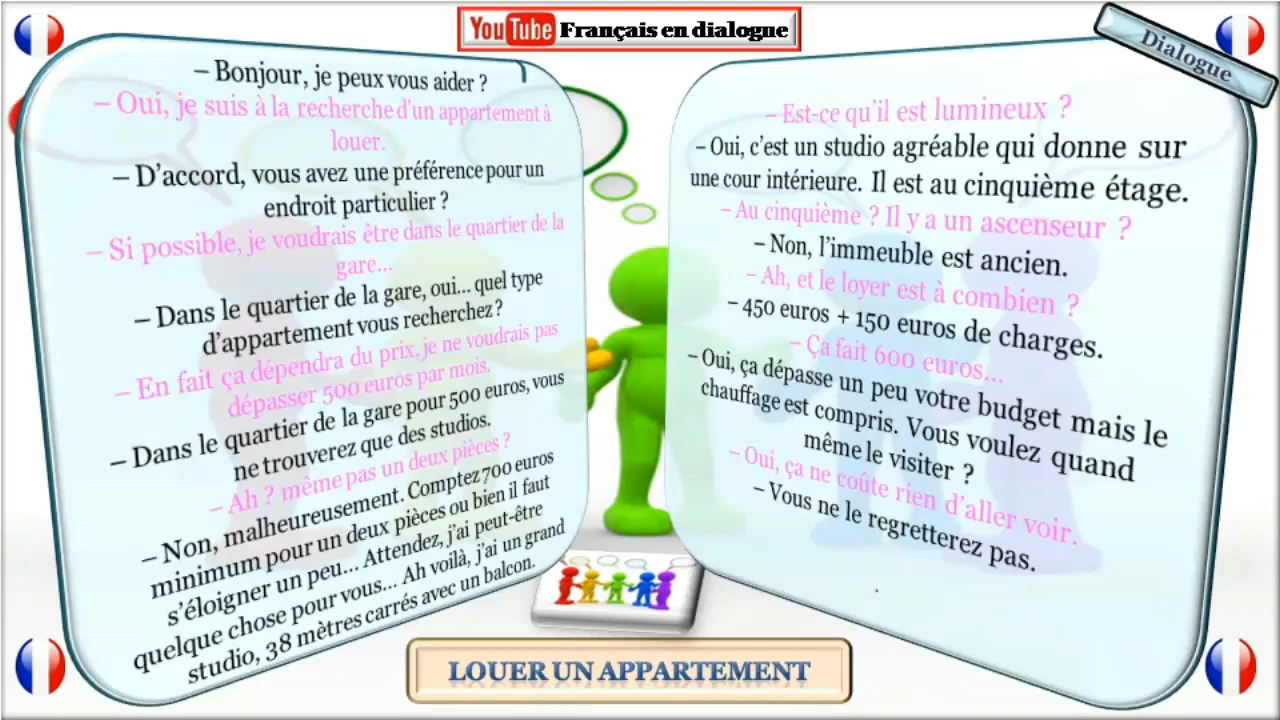 YouTube Français en dialogue
Dialogue
– Bonjour, je peux vous aider ?
– Oui, je suis à la recherche d'un appartement à
louer.
– D'accord, vous avez une préférence pour un
endroit particulier ?
– Si possible, je voudrais être dans le quartier de la
gare...
– Dans le quartier de la gare, oui... quel type
d'appartement vous recherchez ?
– En fait ça dépendra du prix, je ne voudrais pas
dépasser 500 euros par mois.
– Dans le quartier de la gare pour 500 euros, vous
ne trouverez que des studios.
– Ah ? même pas un deux pièces ?
– Non, malheureusement. Comptez 700 euros
minimum pour un deux pièces ou bien il faut
s'éloigner un peu... Attendez, j'ai peut-être
quelque chose pour vous... Ah voilà, j'ai un grand
studio, 38 mètres carrés avec un balcon.
– Est-ce qu'il est lumineux ?
– Oui, c'est un studio agréable qui donne sur
une cour intérieure. Il est au cinquième étage.
– Au cinquième ? Il y a un ascenseur ?
– Non, l'immeuble est ancien.
– Ah, et le loyer est à combien ?
– 450 euros + 150 euros de charges.
– Ça fait 600 euros...
– Oui, ça dépasse un peu votre budget mais le
chauffage est compris. Vous voulez quand
même le visiter ?
– Oui, ça ne coûte rien d'aller voir.
– Vous ne le regretterez pas.
LOUER UN APPARTEMENT